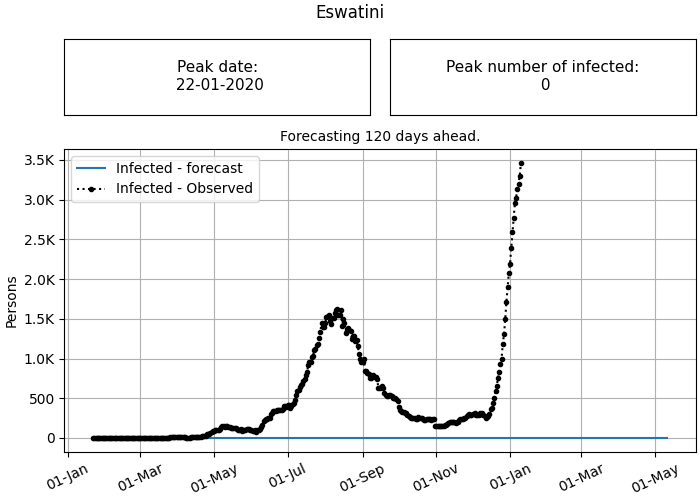 Eswatini
Peak date:
22-01-2020
Peak number of infected:
0
Forecasting 120 days ahead.
Infected - forecast
Infected - Observed
3.5K
3.0K
2.5K
2.0K
1.5K
1.0K
500
0
Persons
01-Jan
01-Mar
01-May
01-Jul
01-Sep
01-Nov
01-Jan
01-Mar
01-May